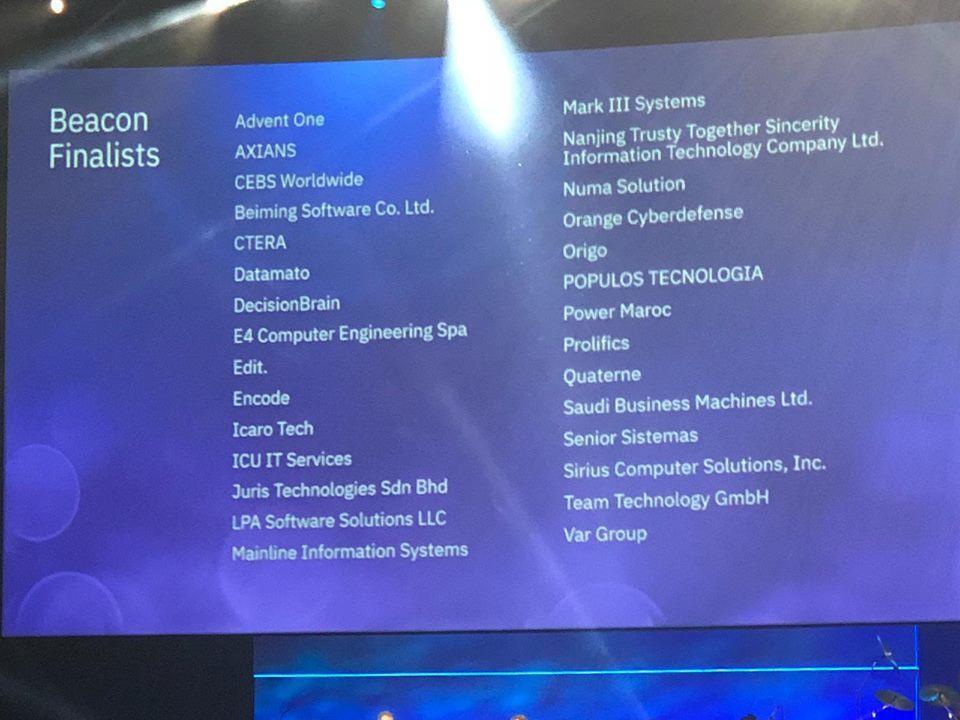 Beacon
Finalists
Advent One
AXIANS
CEBS Worldwide
Beiming Software Co. Ltd.
CTERA
Datamato
DecisionBrain
E4 Computer Engineering Spa
Edit.
Encode
Icaro Tech
ICU IT Services
Juris Technologies Sdn Bhd
LPA Software Solutions LLC
Mainline Information Systems
Mark III Systems
Nanjing Trusty Together Sincerity
Information Technology Company Ltd.
Numa Solution
Orange Cyberdefense
Origo
POPULOS TECNOLOGIA
Power Maroc
Prolifics
Quaterne
Saudi Business Machines Ltd.
Senior Sistemas
Sirius Computer Solutions, Inc.
Team Technology GmbH
Var Group